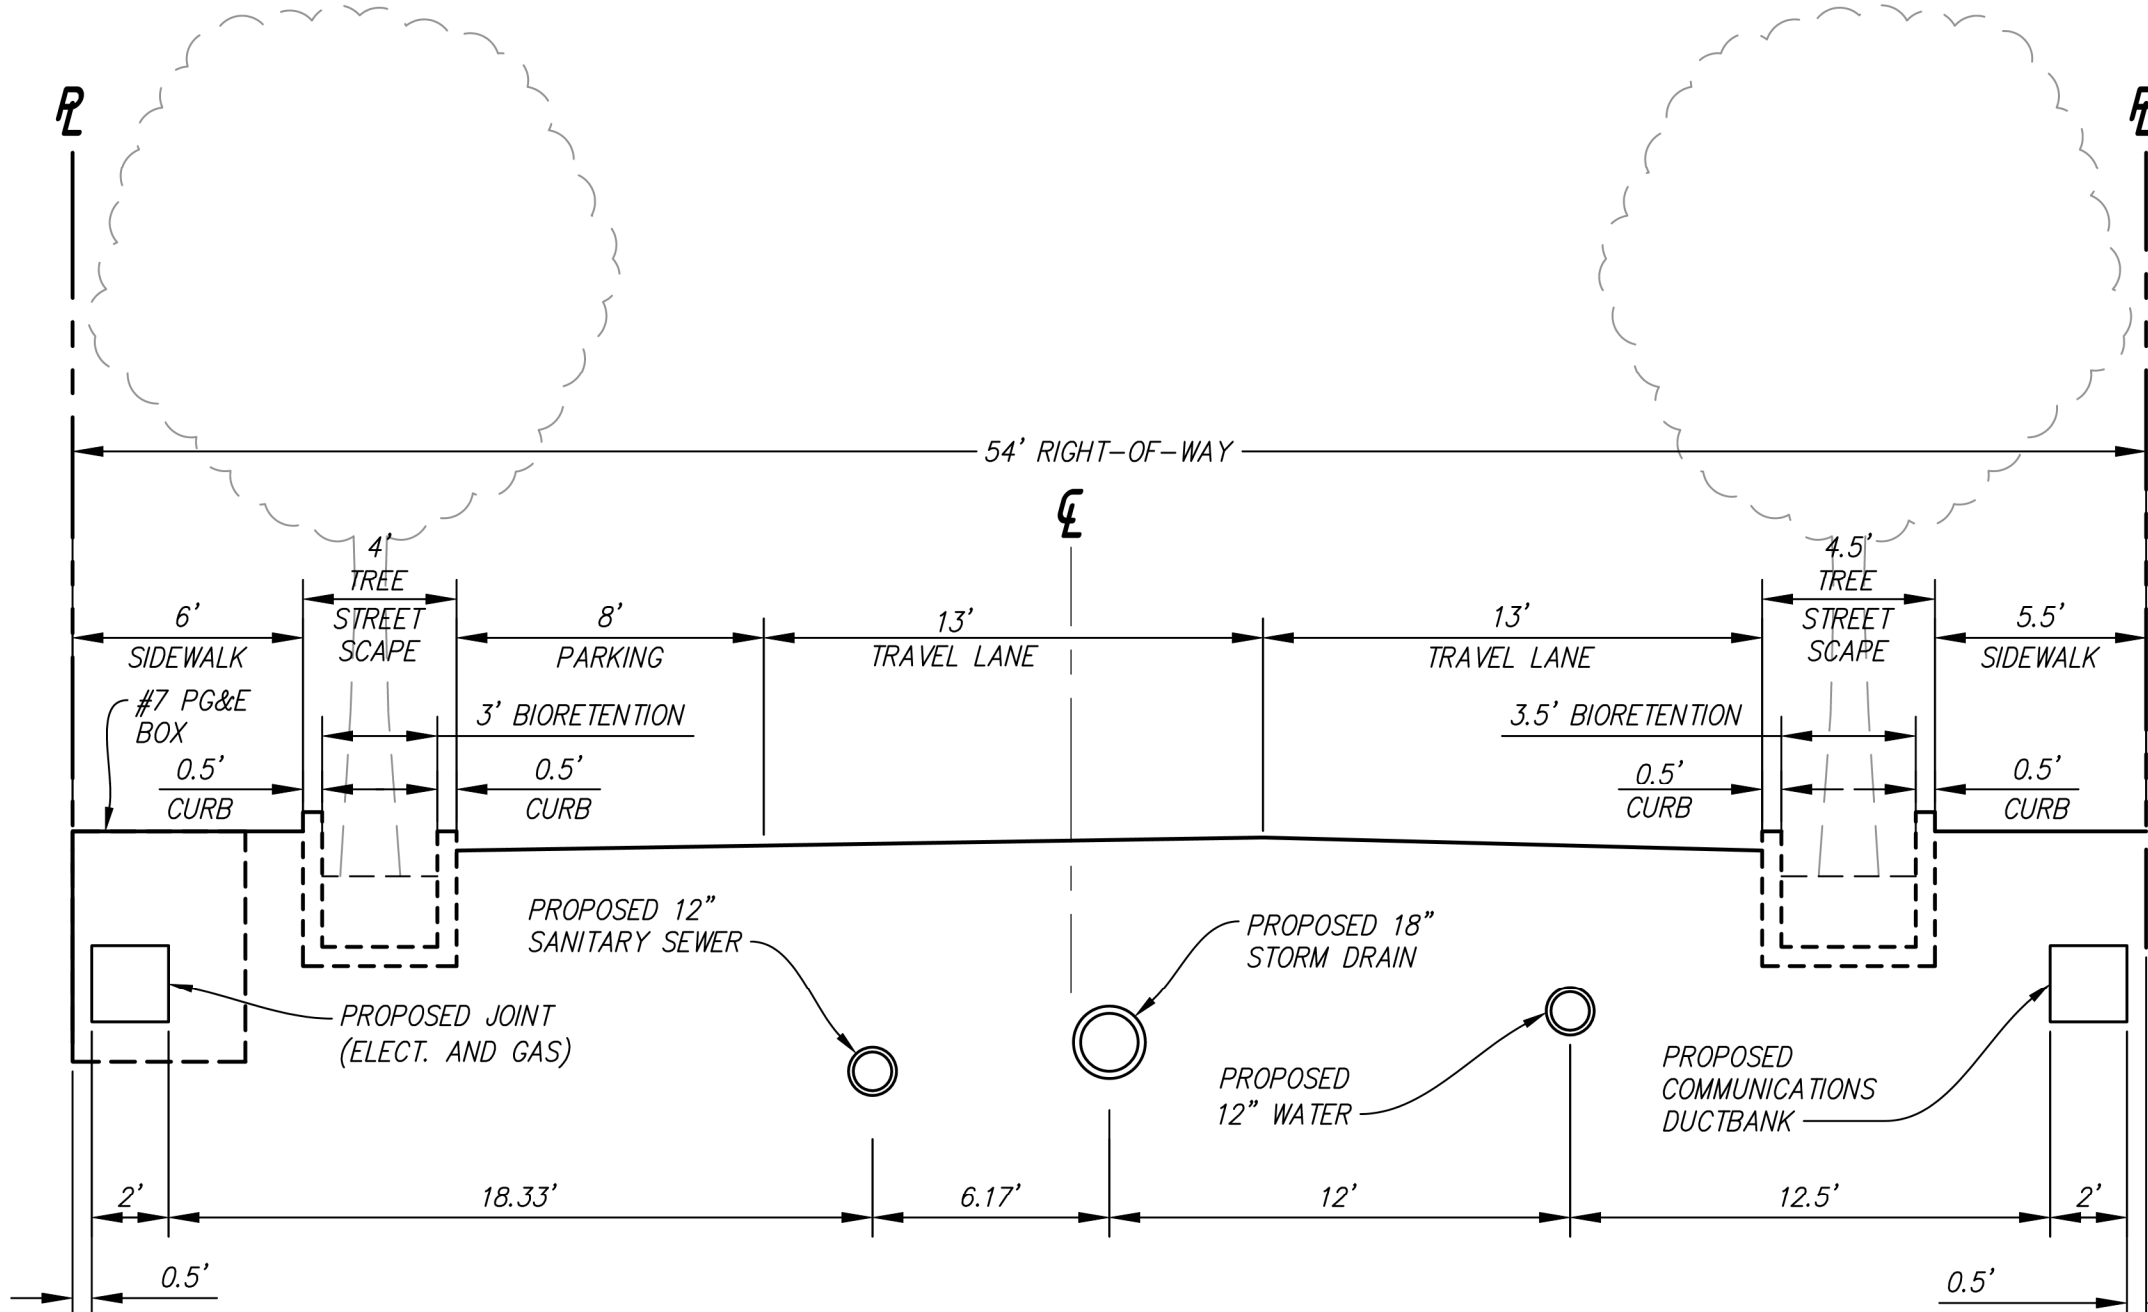 PL
PL
54' RIGHT-OF-WAY
CL
4'
TREE
STREET
SCAPE
4.5'
TREE
STREET
SCAPE
6'
SIDEWALK
8'
PARKING
13'
TRAVEL LANE
13'
TRAVEL LANE
5.5'
SIDEWALK
#7 PG&E
BOX
3' BIORETENTION
3.5' BIORETENTION
0.5'
CURB
0.5'
CURB
0.5'
CURB
0.5'
CURB
PROPOSED 12"
SANITARY SEWER
PROPOSED 18"
STORM DRAIN
PROPOSED JOINT
(ELECT. AND GAS)
PROPOSED
12" WATER
PROPOSED
COMMUNICATIONS
DUCTBANK
2'
18.33'
6.17'
12'
12.5'
2'
0.5'
0.5'